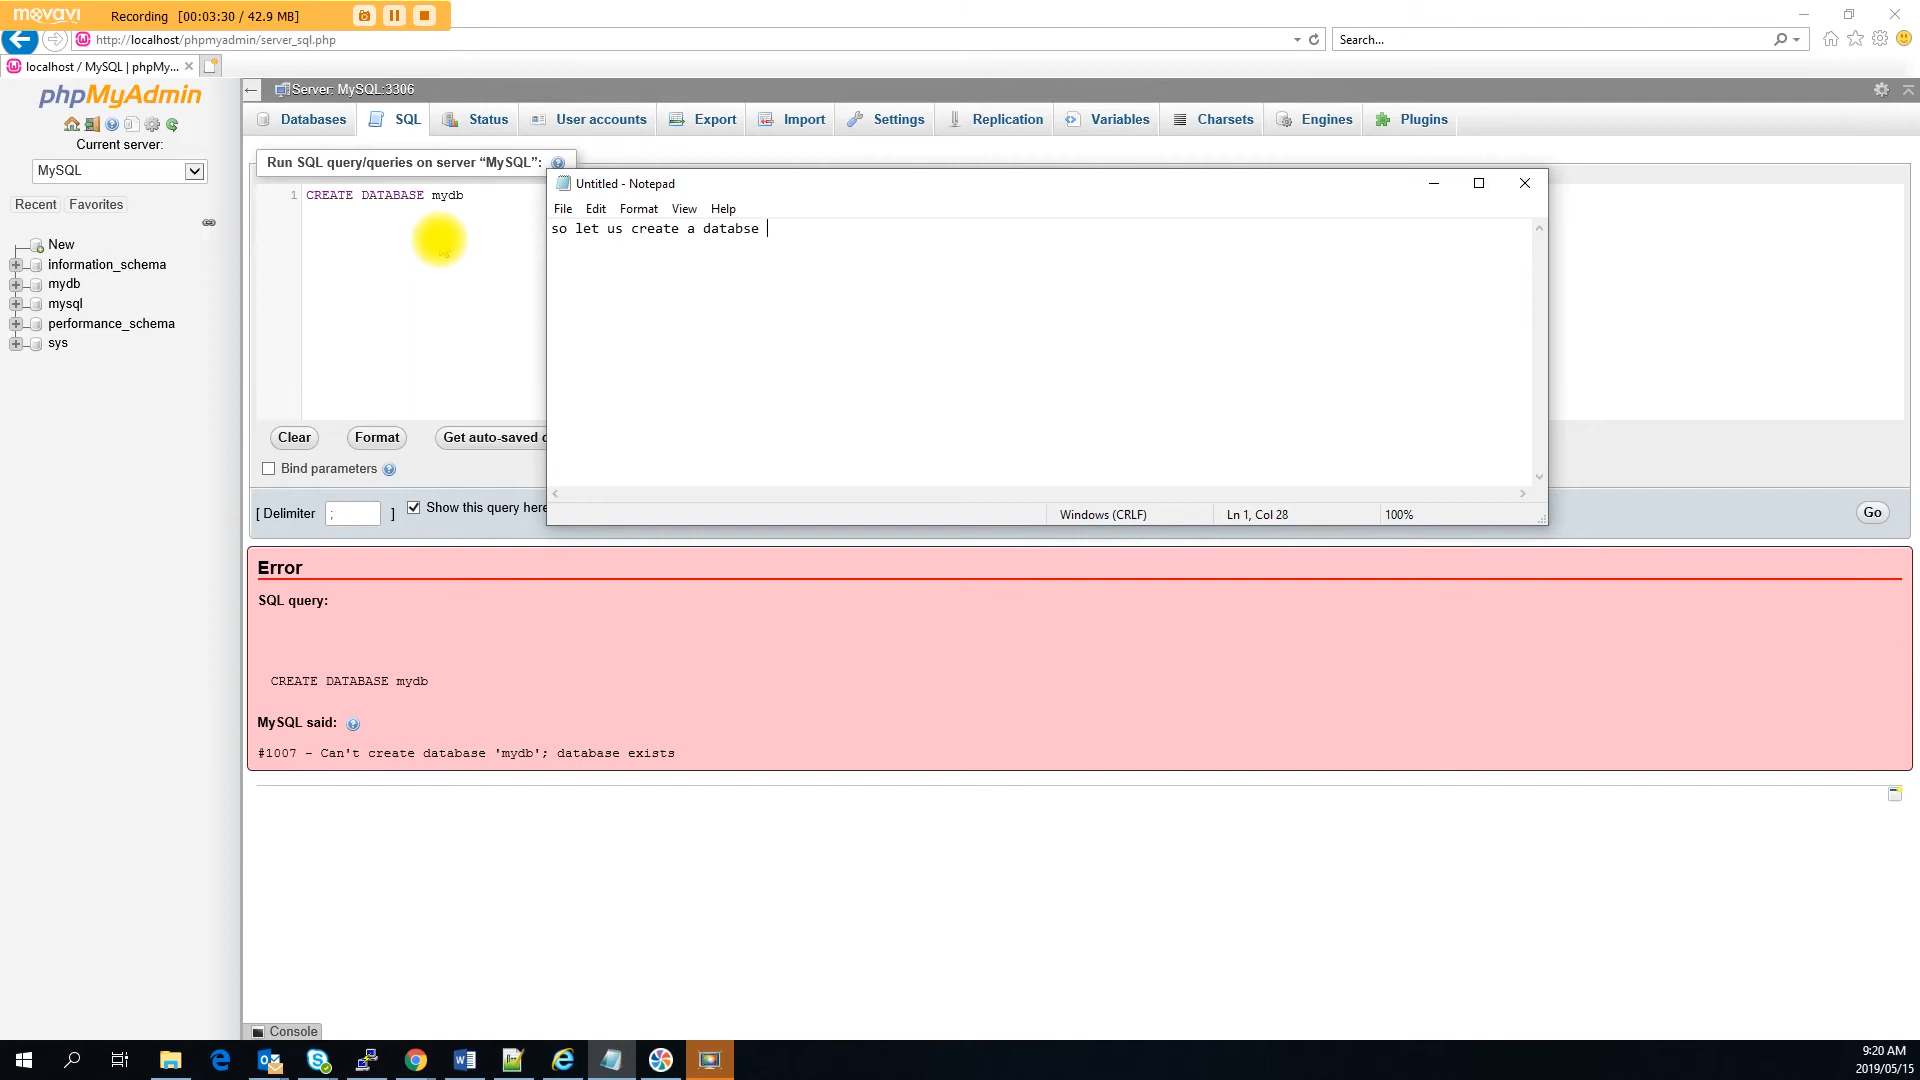 movavi
Recording [00:03:30 / 42.9 MB]
http://localhost/phpmyadmin/server_sql.php
Search...
localhost / MySQL | phpMy...
phpMyAdmin
Current server:
MySQL
Recent Favorites
New
information_schema
mydb
mysql
performance_schema
sys
Server: MySQL:3306
Databases SQL Status User accounts Export Import Settings Replication Variables Charsets Engines Plugins
Run SQL query/queries on server “MySQL”:
1 CREATE DATABASE mydb
Untitled - Notepad
File Edit Format View Help
so let us create a databse
Windows (CRLF) Ln 1, Col 28 100%
Clear Format Get auto-saved
Bind parameters
[ Delimiter ; ] Show this query here
Go
Error
SQL query:
CREATE DATABASE mydb
MySQL said:
#1007 - Can't create database 'mydb'; database exists
Console
9:20 AM
2019/05/15